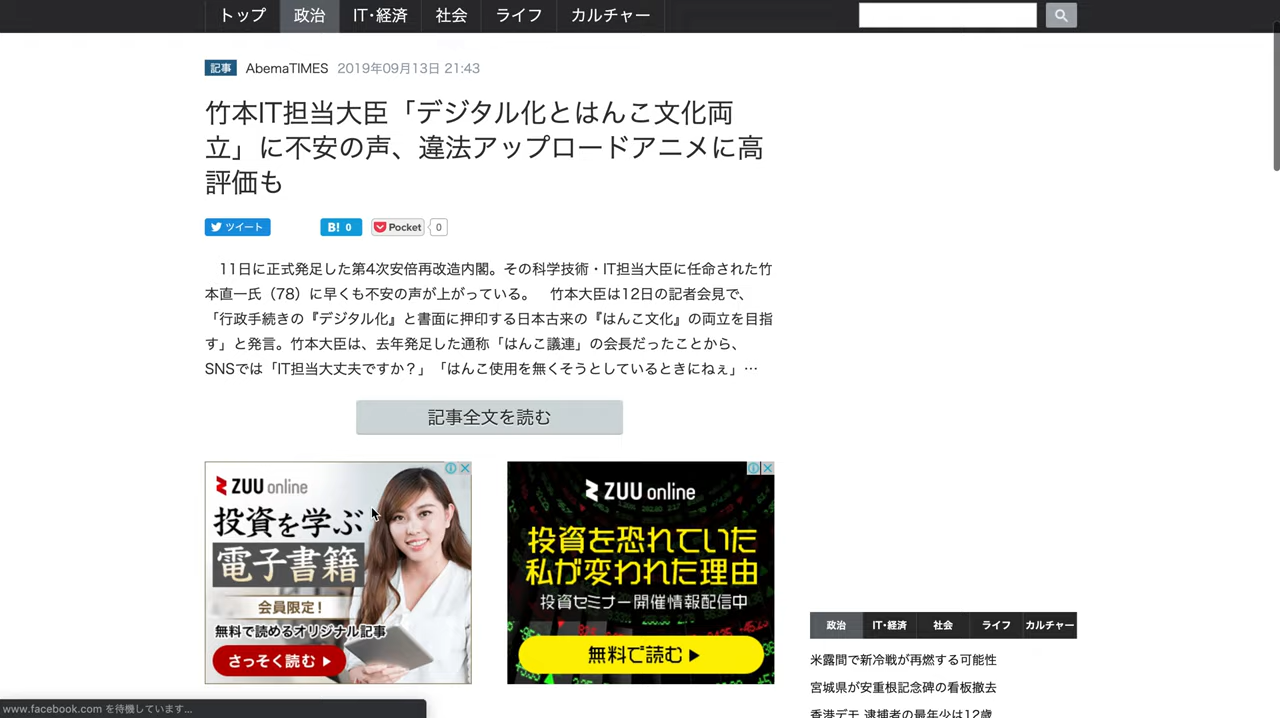 トップ 政治 IT･経済 社会 ライフ カルチャー
記事 AbemaTIMES 2019年09月13日 21:43
竹本IT担当大臣「デジタル化とはんこ文化両
立」に不安の声、違法アップロードアニメに高
評価も
ツイート B! 0 Pocket 0
11日に正式発足した第4次安倍再改造内閣。その科学技術・IT担当大臣に任命された竹
本直一氏（78）に早くも不安の声が上がっている。　竹本大臣は12日の記者会見で、
「行政手続きの『デジタル化』と書面に押印する日本古来の『はんこ文化』の両立を目指
す」と発言。竹本大臣は、去年発足した通称「はんこ議連」の会長だったことから、
SNSでは「IT担当大丈夫ですか？」「はんこ使用を無くそうとしているときにねぇ」…
記事全文を読む
ZUU online
投資を学ぶ
電子書籍
会員限定！
無料で読めるオリジナル記事
さっそく読む
ZUU online
投資を恐れていた
私が変われた理由
投資セミナー開催情報配信中
無料で読む
政治 IT･経済 社会 ライフ カルチャー
米露間で新冷戦が再燃する可能性
宮城県が安重根記念碑の看板撤去
香港デモ 逮捕者の最年少は12歳
www.facebook.com を待機しています...